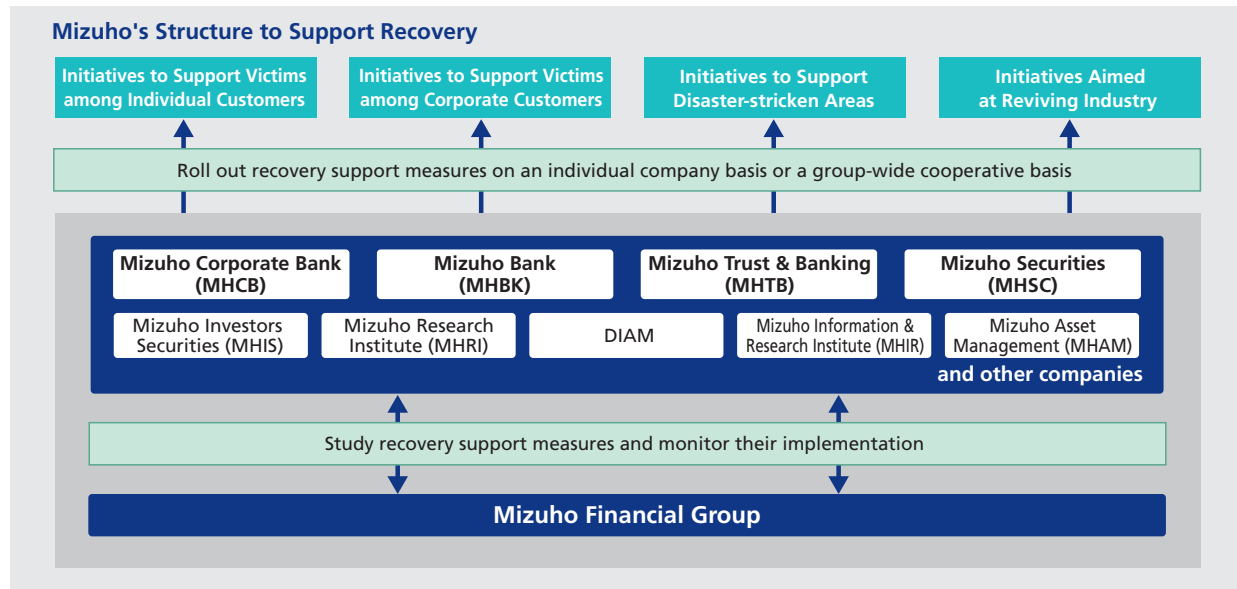 Mizuho's Structure to Support Recovery
Initiatives to Support Victims
among Individual Customers
Initiatives to Support Victims
among Corporate Customers
Initiatives to Support
Disaster-stricken Areas
Initiatives Aimed
at Reviving Industry
Roll out recovery support measures on an individual company basis or a group-wide cooperative basis
Mizuho Corporate Bank
(MHCB)
Mizuho Bank
(MHBK)
Mizuho Trust & Banking
(MHTB)
Mizuho Securities
(MHSC)
Mizuho Investors
Securities (MHIS)
Mizuho Research
Institute (MHRI)
DIAM
Mizuho Information &
Research Institute (MHIR)
Mizuho Asset
Management (MHAM)
and other companies
Study recovery support measures and monitor their implementation
Mizuho Financial Group